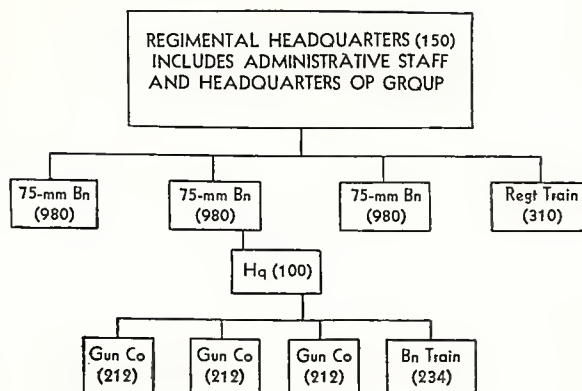 REGIMENTAL HEADQUARTERS (150)
INCLUDES ADMINISTRATIVE STAFF
AND HEADQUARTERS OP GROUP
75-mm Bn
(980)
75-mm Bn
(980)
75-mm Bn
(980)
Regt Train
(310)
Hq (100)
Gun Co
(212)
Gun Co
(212)
Gun Co
(212)
Bn Train
(234)